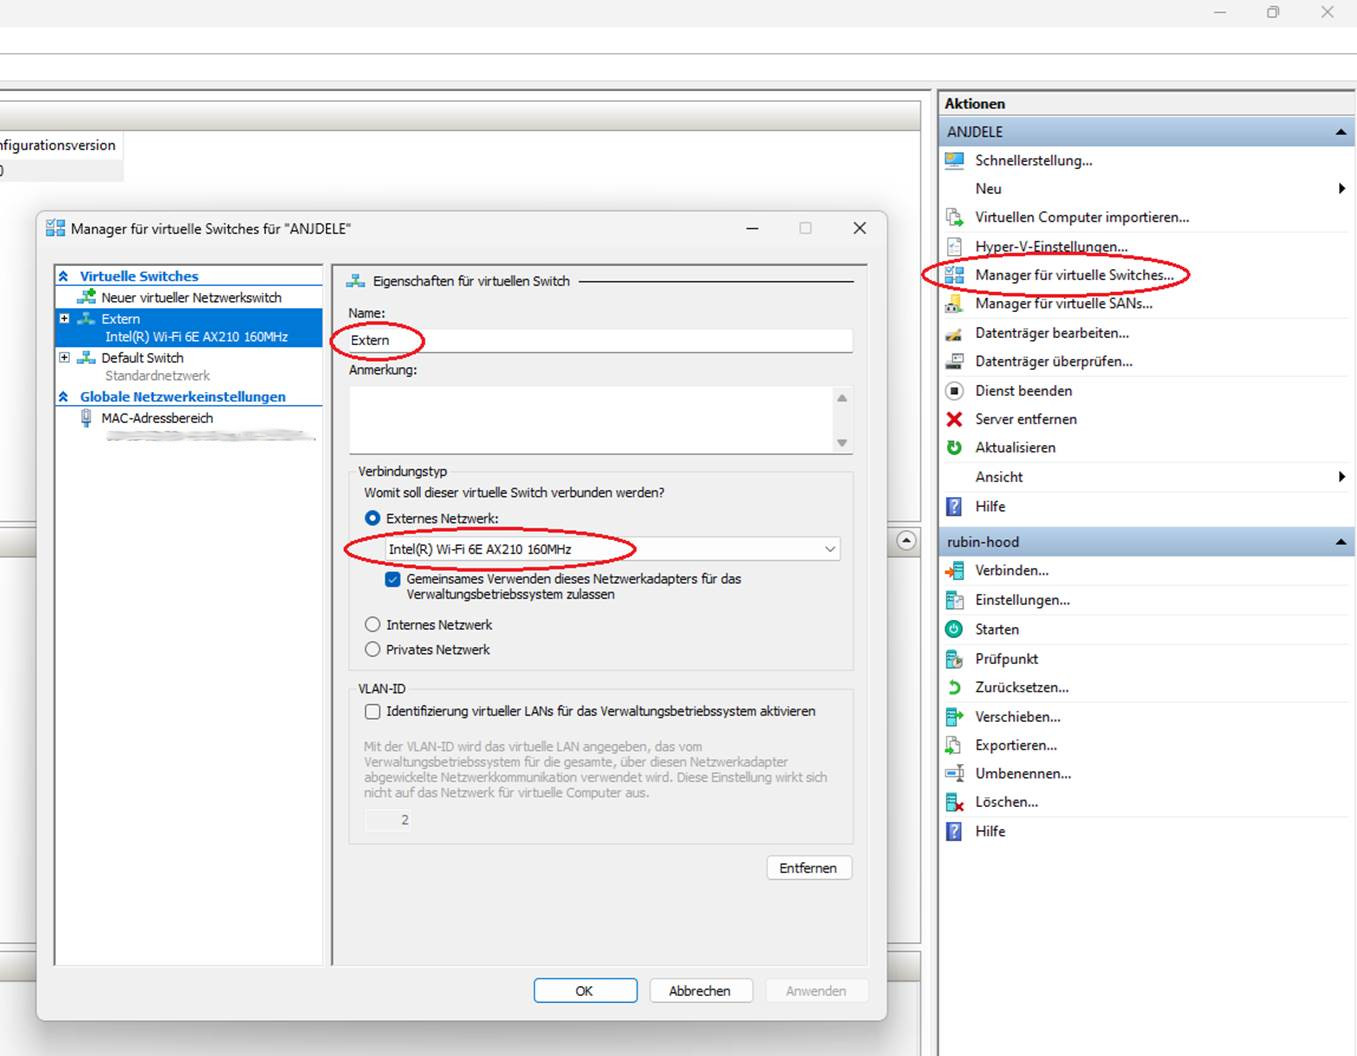 nfigurationsversion
Manager für virtuelle Switches für "ANJDELE"
Virtuelle Switches
Neuer virtueller Netzwerkswitch
Extern
Intel(R) Wi-Fi 6E AX210 160MHz
Default Switch
Standardnetzwerk
Globale Netzwerkeinstellungen
MAC-Adressbereich
Eigenschaften für virtuellen Switch
Name:
Extern
Anmerkung:
Verbindungstyp
Womit soll dieser virtuelle Switch verbunden werden?
Externes Netzwerk:
Intel(R) Wi-Fi 6E AX210 160MHz
Gemeinsames Verwenden dieses Netzwerkadapters für das
Verwaltungsbetriebssystem zulassen
Internes Netzwerk
Privates Netzwerk
VLAN-ID
Identifizierung virtueller LANs für das Verwaltungsbetriebssystem aktivieren
Mit der VLAN-ID wird das virtuelle LAN angegeben, das vom
Verwaltungsbetriebssystem für die gesamte, über diesen Netzwerkadapter
abgewickelte Netzwerkkommunikation verwendet wird. Diese Einstellung wirkt sich
nicht auf das Netzwerk für virtuelle Computer aus.
2
Entfernen
OK
Abbrechen
Anwenden
Aktionen
ANJDELE
Schnellerstellung...
Neu
Virtuellen Computer importieren...
Hyper-V-Einstellungen...
Manager für virtuelle Switches...
Manager für virtuelle SANs...
Datenträger bearbeiten...
Datenträger überprüfen...
Dienst beenden
Server entfernen
Aktualisieren
Ansicht
Hilfe
rubin-hood
Verbinden...
Einstellungen...
Starten
Prüfpunkt
Zurücksetzen...
Verschieben...
Exportieren...
Umbenennen...
Löschen...
Hilfe